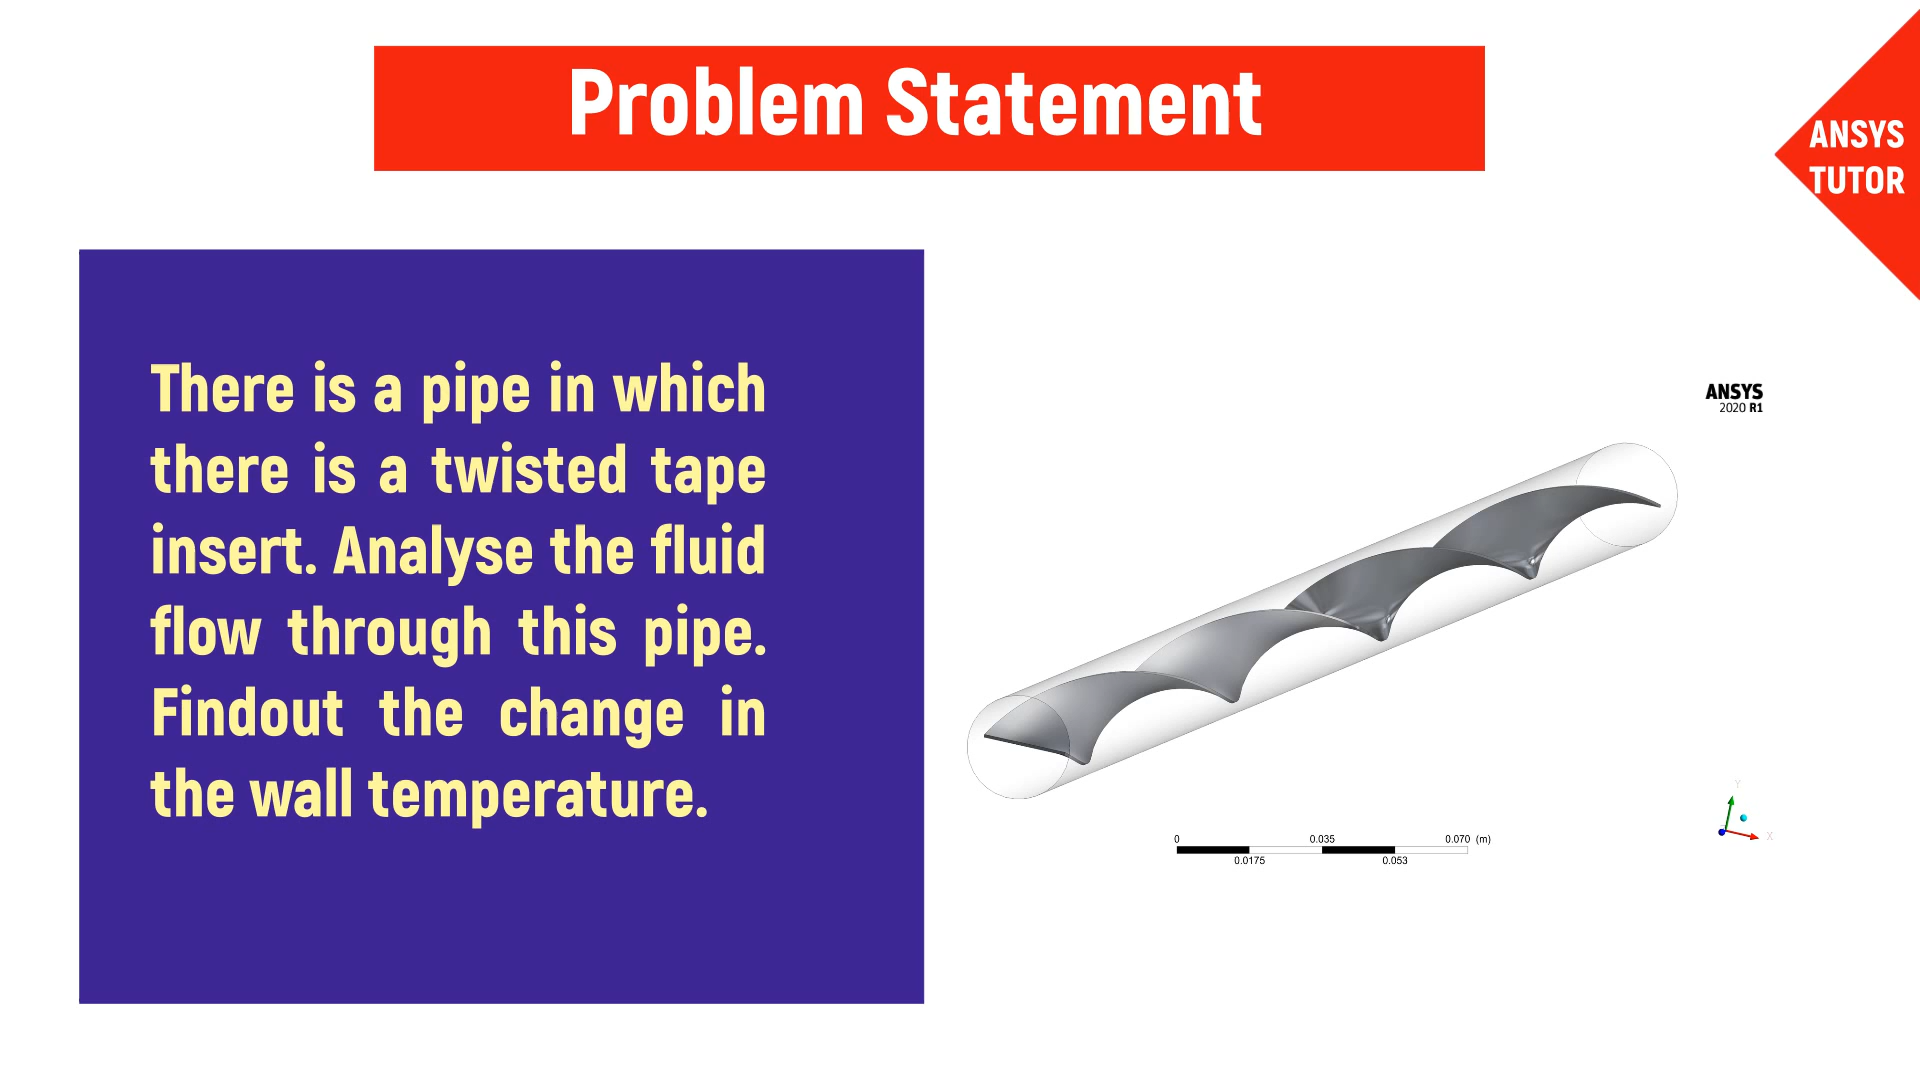 Problem Statement
ANSYS
TUTOR
There is a pipe in which
there is a twisted tape
insert. Analyse the fluid
flow through this pipe.
Findout the change in
the wall temperature.
ANSYS
2020 R1
Y
X
0 0.035 0.070 (m)
0.0175 0.053